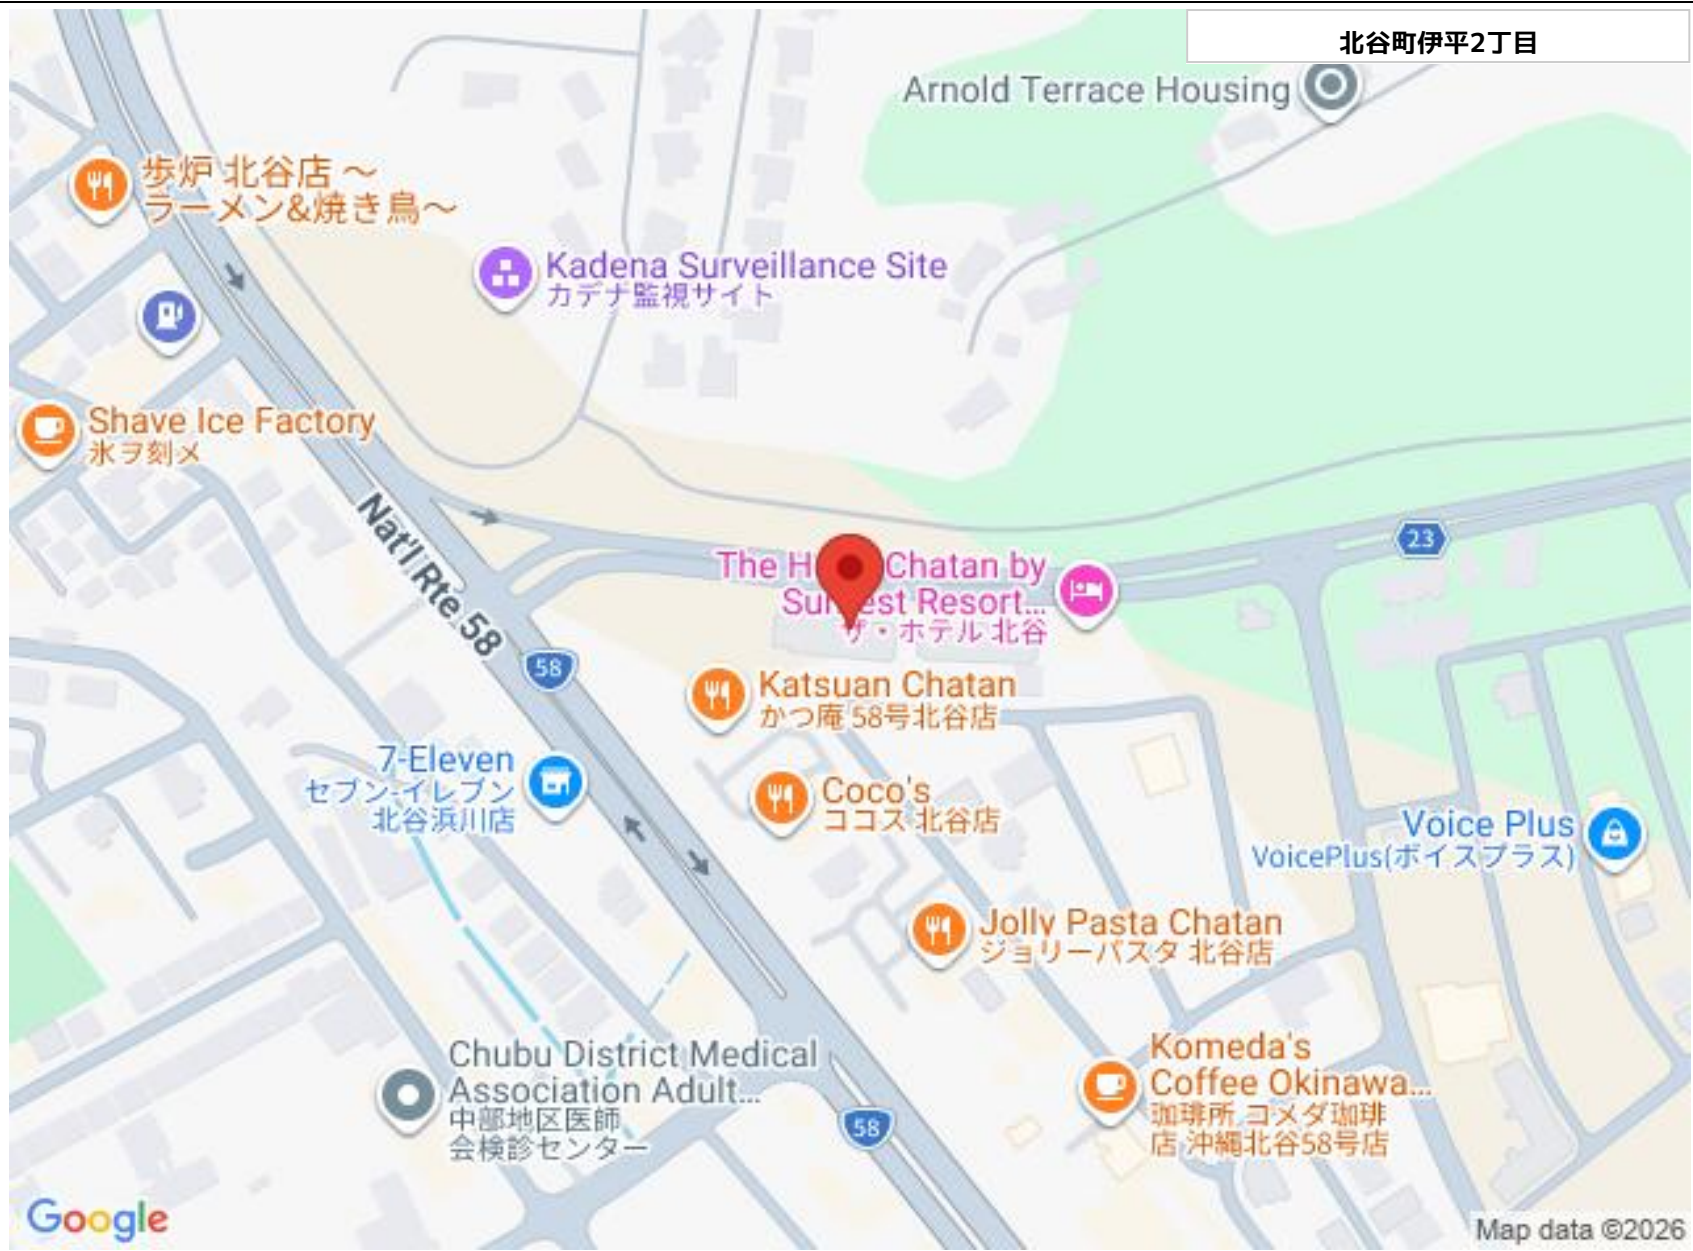 北谷町伊平2丁目
Arnold Terrace Housing
歩炉 北谷店 ～
ラーメン&焼き鳥～
Kadena Surveillance Site
カデナ監視サイト
Shave Ice Factory
氷ヲ刻メ
Nat'l Rte 58
23
The H Chatan by
Sun est Resort...
ザ・ホテル 北谷
58
Katsuan Chatan
かつ庵 58号北谷店
7-Eleven
セブン-イレブン
北谷浜川店
Coco's
ココス 北谷店
Voice Plus
VoicePlus(ボイスプラス)
Jolly Pasta Chatan
ジョリーパスタ 北谷店
Komeda's
Coffee Okinawa...
珈琲所 コメダ珈琲
店 沖縄北谷58号店
Chubu District Medical
Association Adult...
中部地区医師
会検診センター
58
Google
Map data ©2026